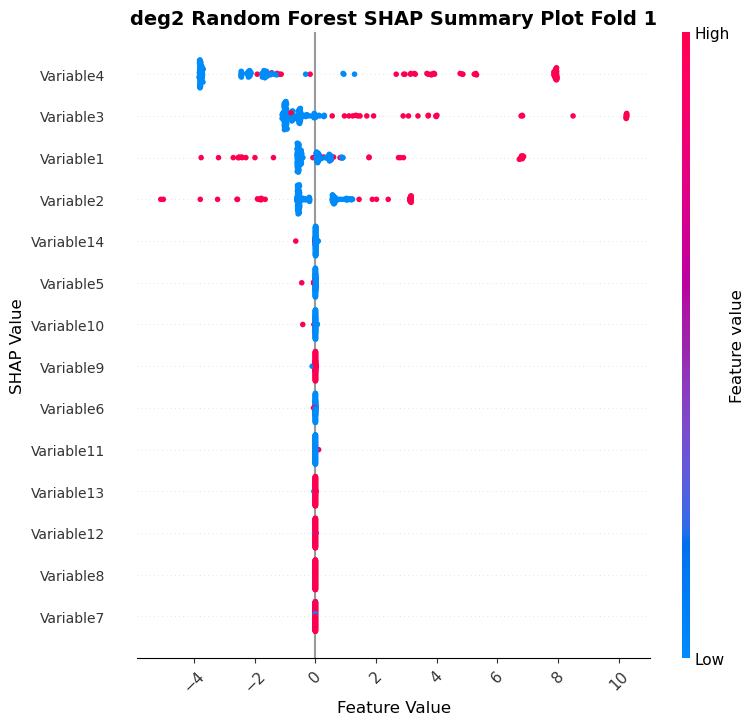 deg2 Random Forest SHAP Summary Plot Fold 1
High
Variable4
Variable3
Variable1
Variable2
Variable14
Variable5
Variable10
Variable9
Variable6
Variable11
Variable13
Variable12
Variable8
Variable7
SHAP Value
Feature value
Low
−4 −2 0 2 4 6 8 10
Feature Value